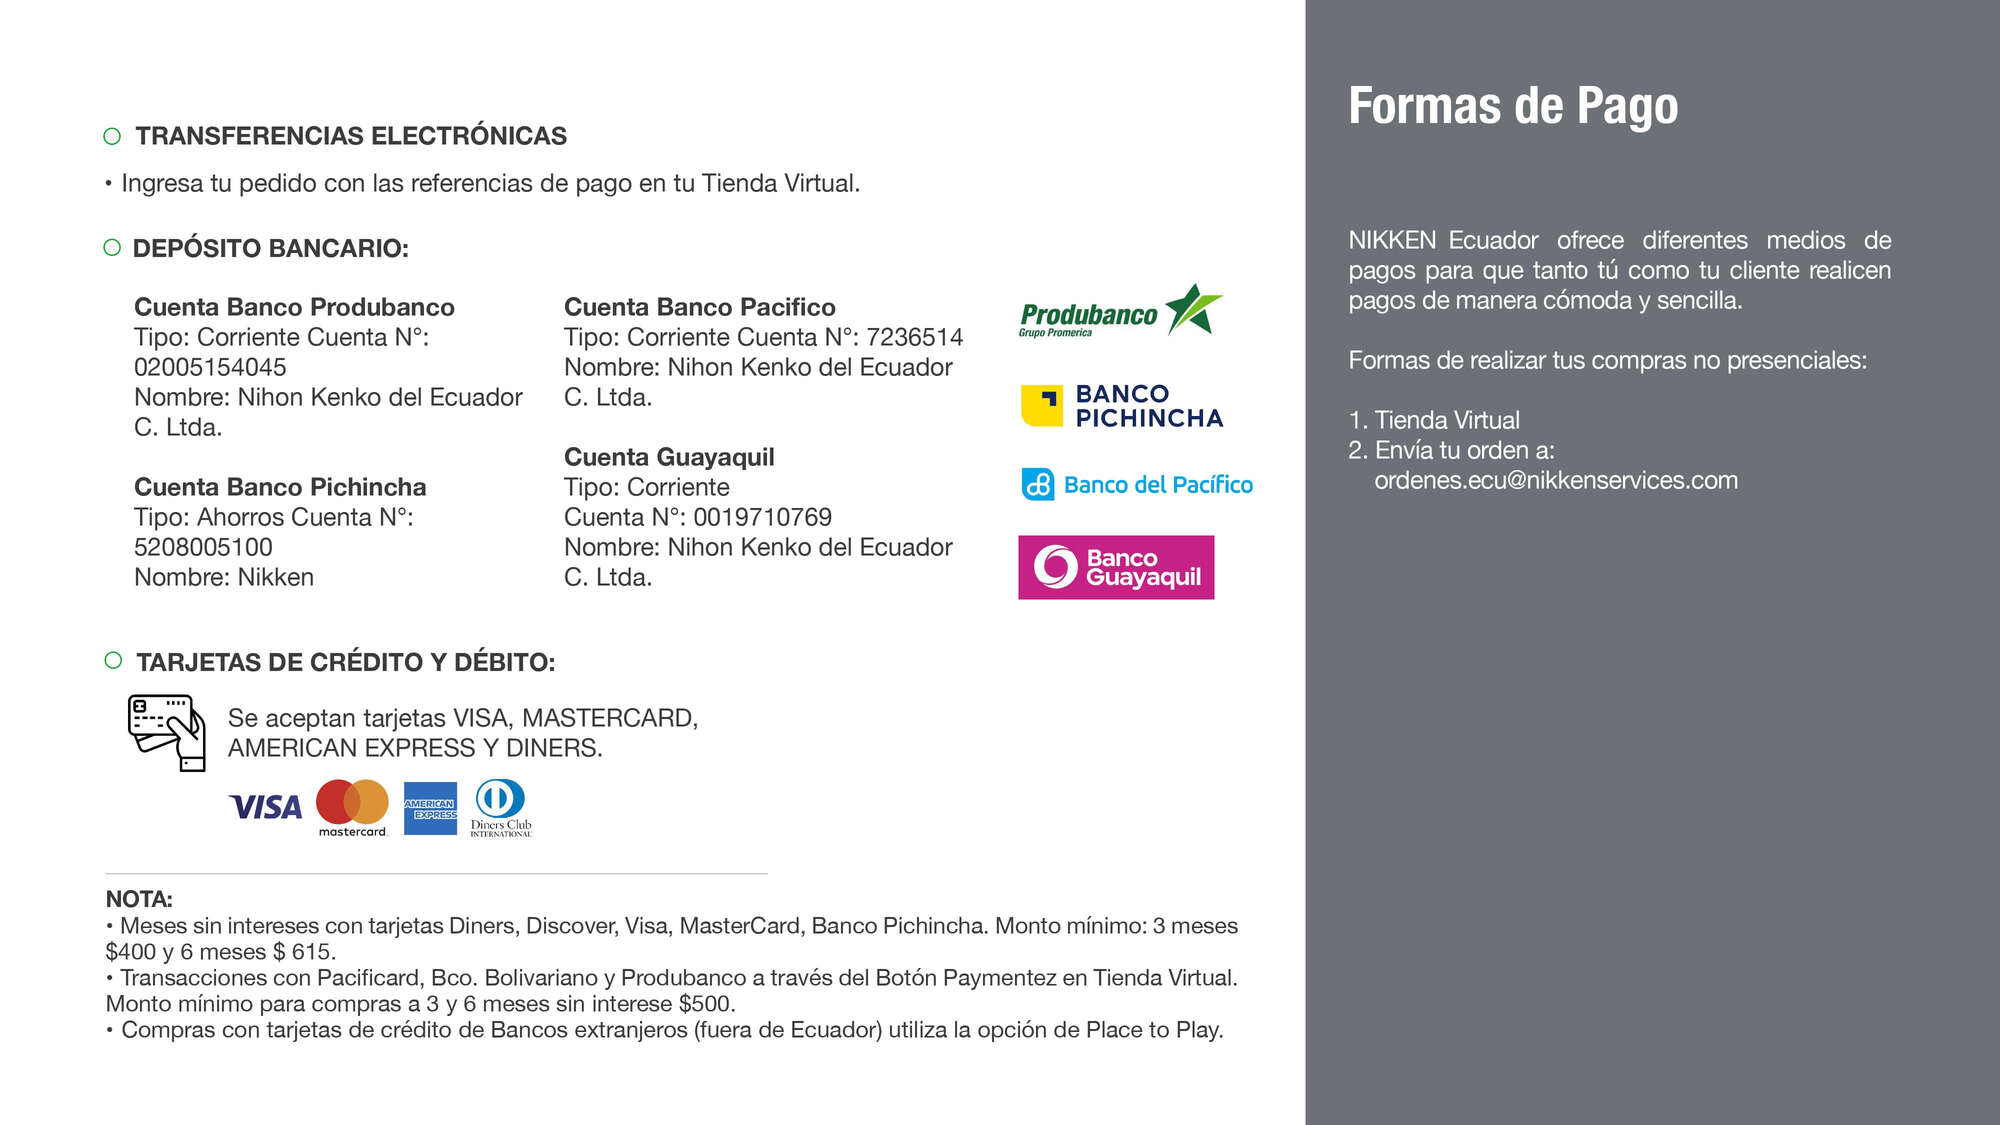 TRANSFERENCIAS ELECTRÓNICAS
• Ingresa tu pedido con las referencias de pago en tu Tienda Virtual.
DEPÓSITO BANCARIO:
Cuenta Banco Produbanco
Tipo: Corriente Cuenta N°:
02005154045
Nombre: Nihon Kenko del Ecuador
C. Ltda.
Cuenta Banco Pichincha
Tipo: Ahorros Cuenta N°:
5208005100
Nombre: Nikken
Cuenta Banco Pacifico
Tipo: Corriente Cuenta N°: 7236514
Nombre: Nihon Kenko del Ecuador
C. Ltda.
Cuenta Guayaquil
Tipo: Corriente
Cuenta N°: 0019710769
Nombre: Nihon Kenko del Ecuador
C. Ltda.
Produbanco
Grupo Promerica
BANCO
PICHINCHA
Banco del Pacífico
Banco
Guayaquil
TARJETAS DE CRÉDITO Y DÉBITO:
Se aceptan tarjetas VISA, MASTERCARD,
AMERICAN EXPRESS Y DINERS.
VISA
mastercard.
AMERICAN
EXPRESS
Diners Club
INTERNATIONAL
NOTA:
• Meses sin intereses con tarjetas Diners, Discover, Visa, MasterCard, Banco Pichincha. Monto mínimo: 3 meses
$400 y 6 meses $ 615.
• Transacciones con Pacificard, Bco. Bolivariano y Produbanco a través del Botón Paymentez en Tienda Virtual.
Monto mínimo para compras a 3 y 6 meses sin interese $500.
• Compras con tarjetas de crédito de Bancos extranjeros (fuera de Ecuador) utiliza la opción de Place to Play.
Formas de Pago
NIKKEN Ecuador ofrece diferentes medios de
pagos para que tanto tú como tu cliente realicen
pagos de manera cómoda y sencilla.
Formas de realizar tus compras no presenciales:
1. Tienda Virtual
2. Envía tu orden a:
ordenes.ecu@nikkenservices.com